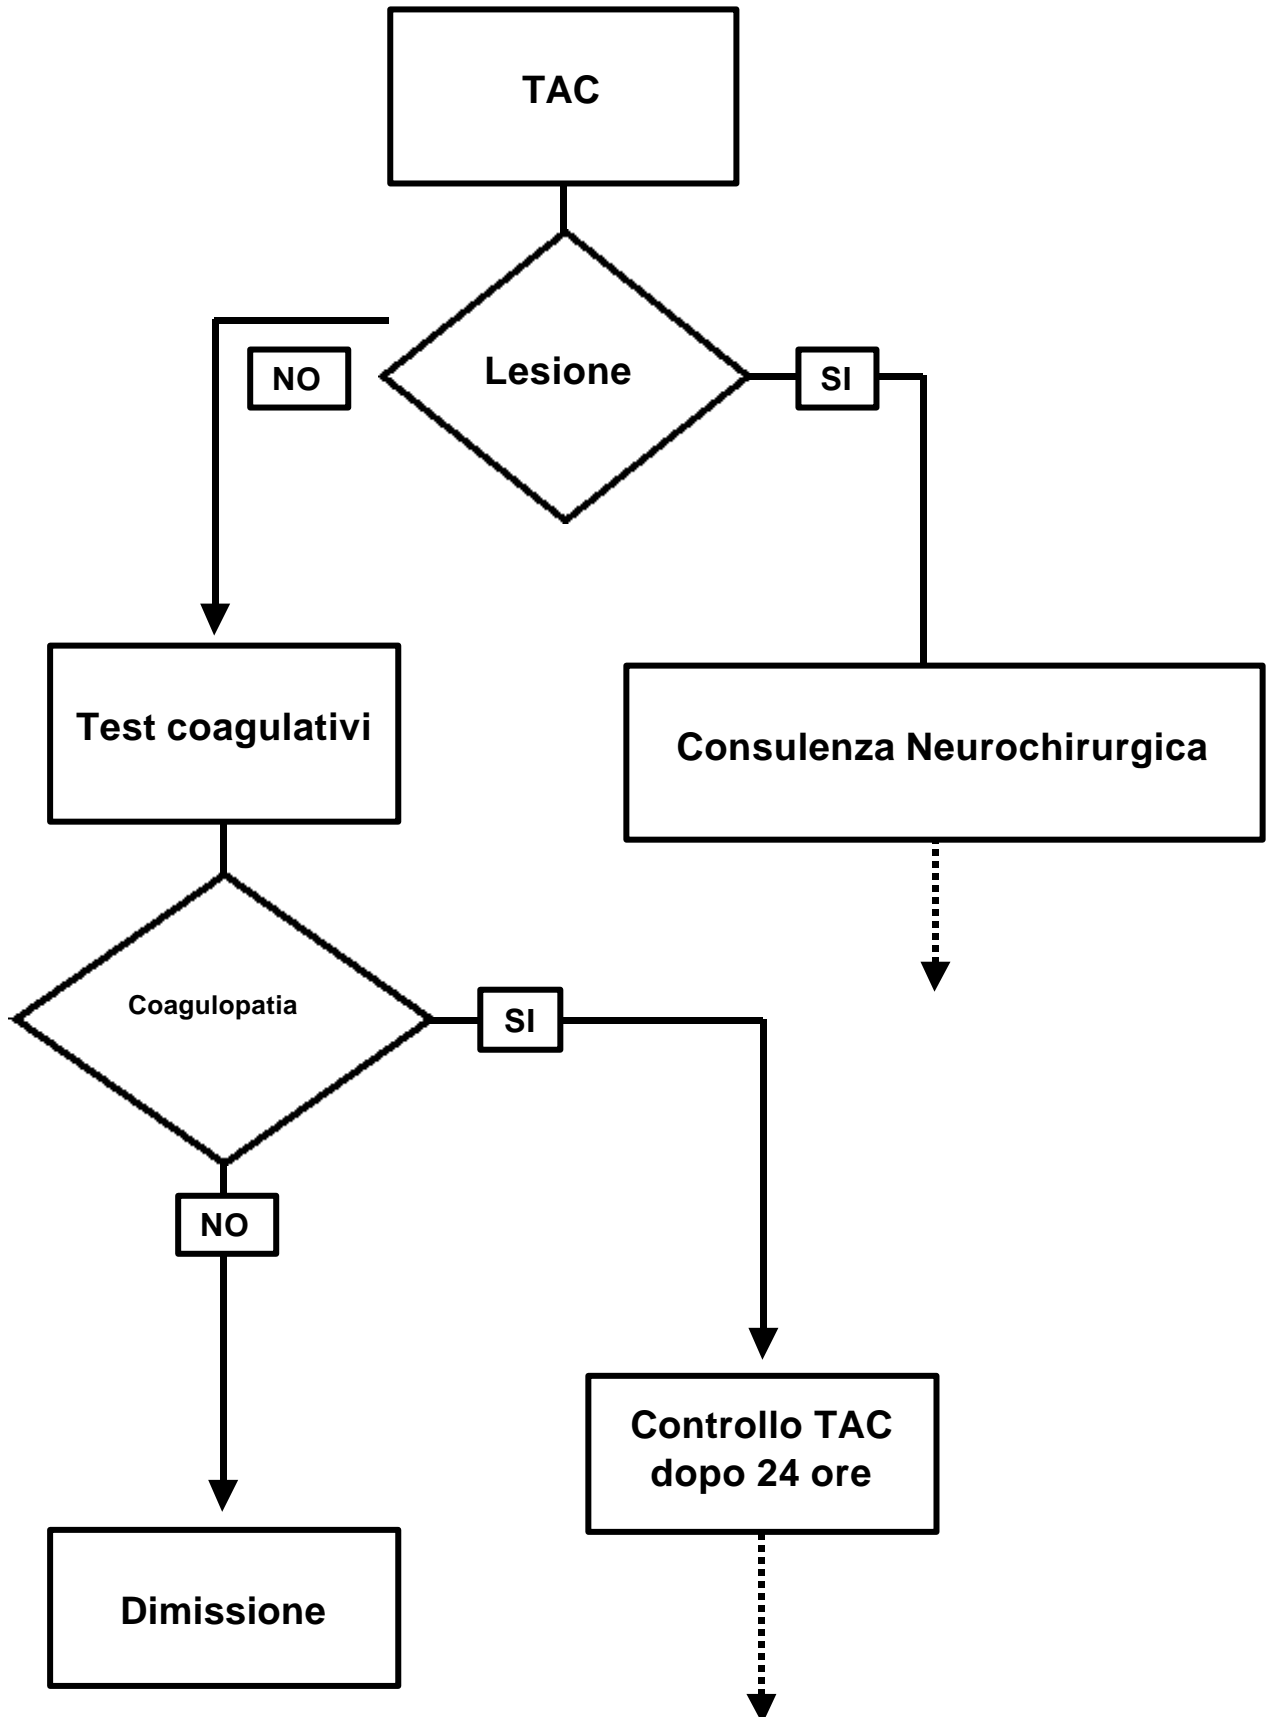 TAC
Lesione
NO
SI
Test coagulativi
Consulenza Neurochirurgica
Coagulopatia
SI
NO
Controllo TAC
dopo 24 ore
Dimissione